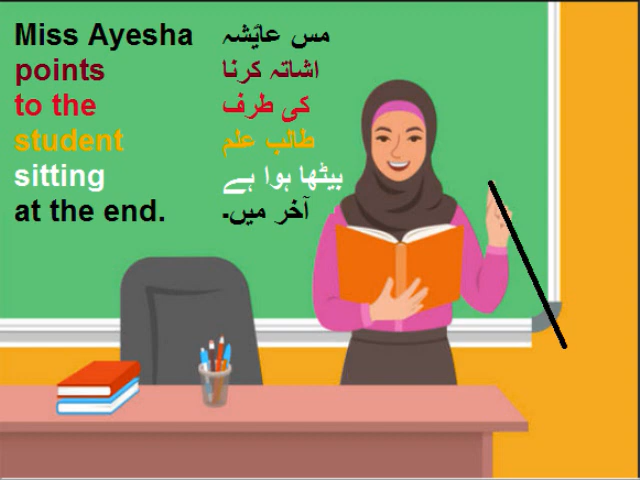 Miss Ayesha مس عائشہ
points اشاتہ کرنا
to the کی طرف
student طالب علم
sitting بیٹھا ہوا ہے
at the end. آخر میں۔